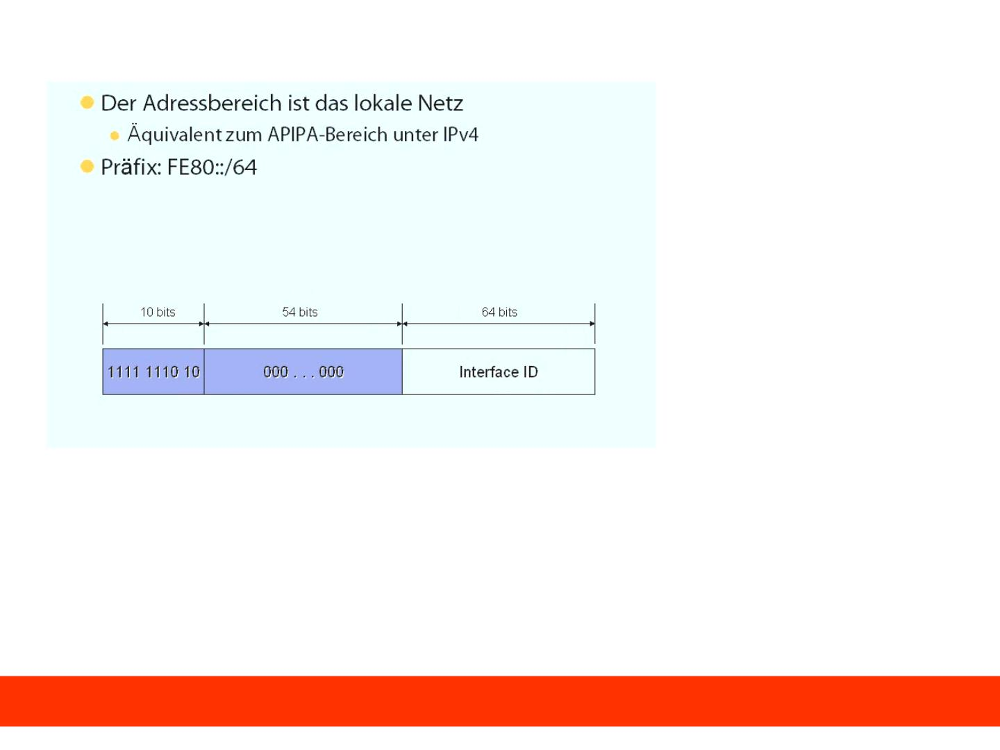 Der Adressbereich ist das lokale Netz
Äquivalent zum APIPA-Bereich unter IPv4
Präfix: FE80::/64
10 bits 54 bits 64 bits
1111 1110 10 000 . . . 000 Interface ID